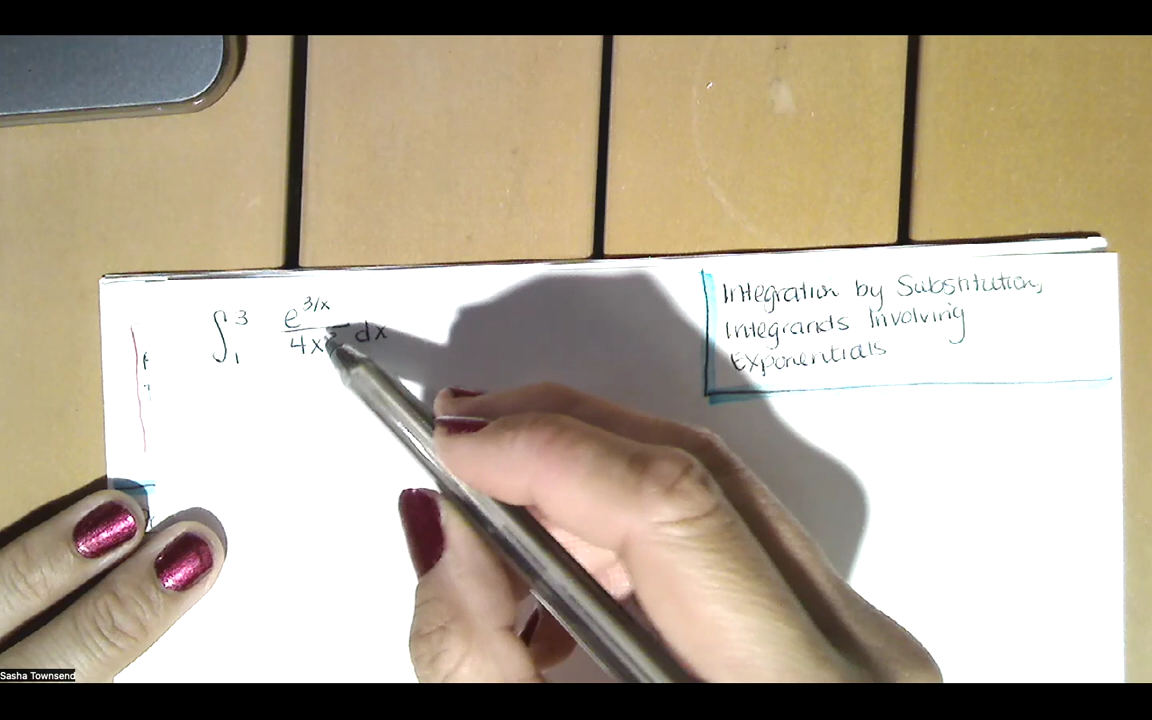 ∫₁³ e^(3/x) / 4x² dx
Integration by Substitution,
Integrands Involving
Exponentials
Sasha Townsend